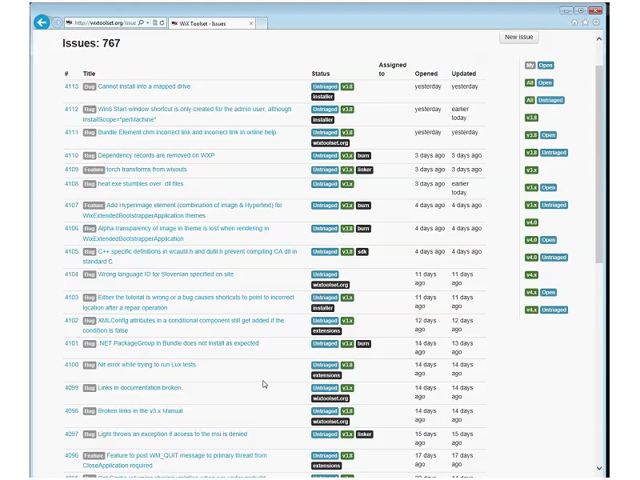 http://wixtoolset.org/issue
WiX Toolset - Issues
Issues: 767
New issue
# Title Status Assigned to Opened Updated
4113 Bug Cannot install into a mapped drive Untriaged v3.8 installer yesterday yesterday
4112 Bug Win8 Start-window shortcut is only created for the admin user, although InstallScope="perMachine" Untriaged v3.8 installer yesterday earlier today
4111 Bug Bundle Element chm incorrect link and incorrect link in online help. Untriaged v3.8 wixtoolset.org yesterday yesterday
4110 Bug Dependency records are removed on WXP Untriaged v3.x burn 3 days ago 3 days ago
4109 Feature torch transforms from wixouts Untriaged v3.x linker 3 days ago 3 days ago
4108 Bug heat.exe stumbles over .dll files Untriaged v3.x 3 days ago earlier today
4107 Feature Add Hyperimage element (combination of image & Hypertext) for WixExtendedBootstrapperApplication themes Untriaged v3.x burn 4 days ago 4 days ago
4106 Bug Alpha-transparency of image in theme is lost when rendering in WixExtendedBootstrapperApplication Untriaged v3.x burn 4 days ago 4 days ago
4105 Bug C++ specific definitions in wcautil.h and dutil.h prevent compiling CA dll in standard C Untriaged v3.8 sdk 4 days ago 4 days ago
4104 Bug Wrong language ID for Slovenian specified on site Untriaged wixtoolset.org 11 days ago 11 days ago
4103 Bug Either the tutorial is wrong or a bug causes shortcuts to point to incorrect location after a repair operation Untriaged v3.x installer 11 days ago 11 days ago
4102 Bug XMLConfig attributes in a conditional component still get added if the condition is false Untriaged v3.x extensions 12 days ago 12 days ago
4101 Bug .NET PackageGroup in Bundle does not install as expected Untriaged v3.x burn 14 days ago 13 days ago
4100 Bug Nit error while trying to run Lux tests Untriaged v3.8 extensions 14 days ago 14 days ago
4099 Bug Links in documentation broken Untriaged v3.x wixtoolset.org 14 days ago 14 days ago
4098 Bug Broken links in the v3.x Manual Untriaged v3.x wixtoolset.org 14 days ago 14 days ago
4097 Bug Light throws an exception if access to the msi is denied Untriaged v3.x linker 15 days ago 15 days ago
4096 Feature Feature to post WM_QUIT message to primary thread from CloseApplication required. Untriaged v3.8 extensions 17 days ago 17 days ago
My Open
All Open
All Untriaged
v3.8
v3.8 Open
v3.8 Untriaged
v3.x
v3.x Open
v3.x Untriaged
v4.0
v4.0 Open
v4.0 Untriaged
v4.x
v4.x Open
v4.x Untriaged